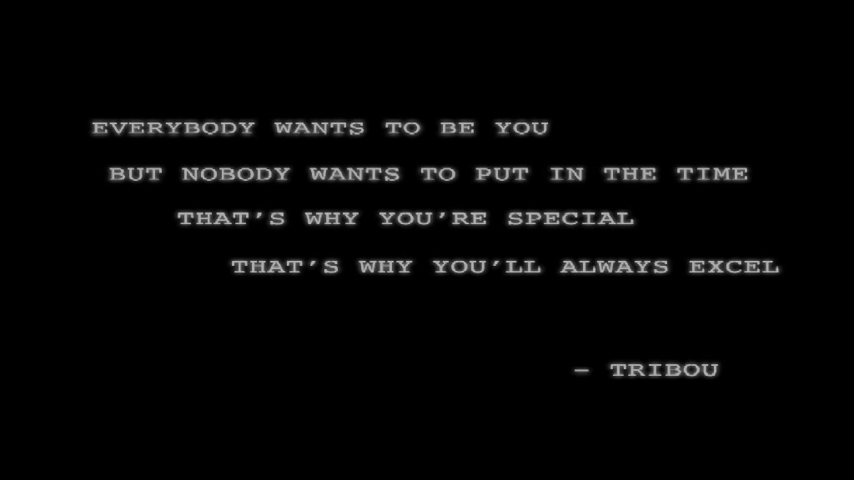 EVERYBODY WANTS TO BE YOU
BUT NOBODY WANTS TO PUT IN THE TIME
THAT'S WHY YOU'RE SPECIAL
THAT'S WHY YOU'LL ALWAYS EXCEL
– TRIBOU